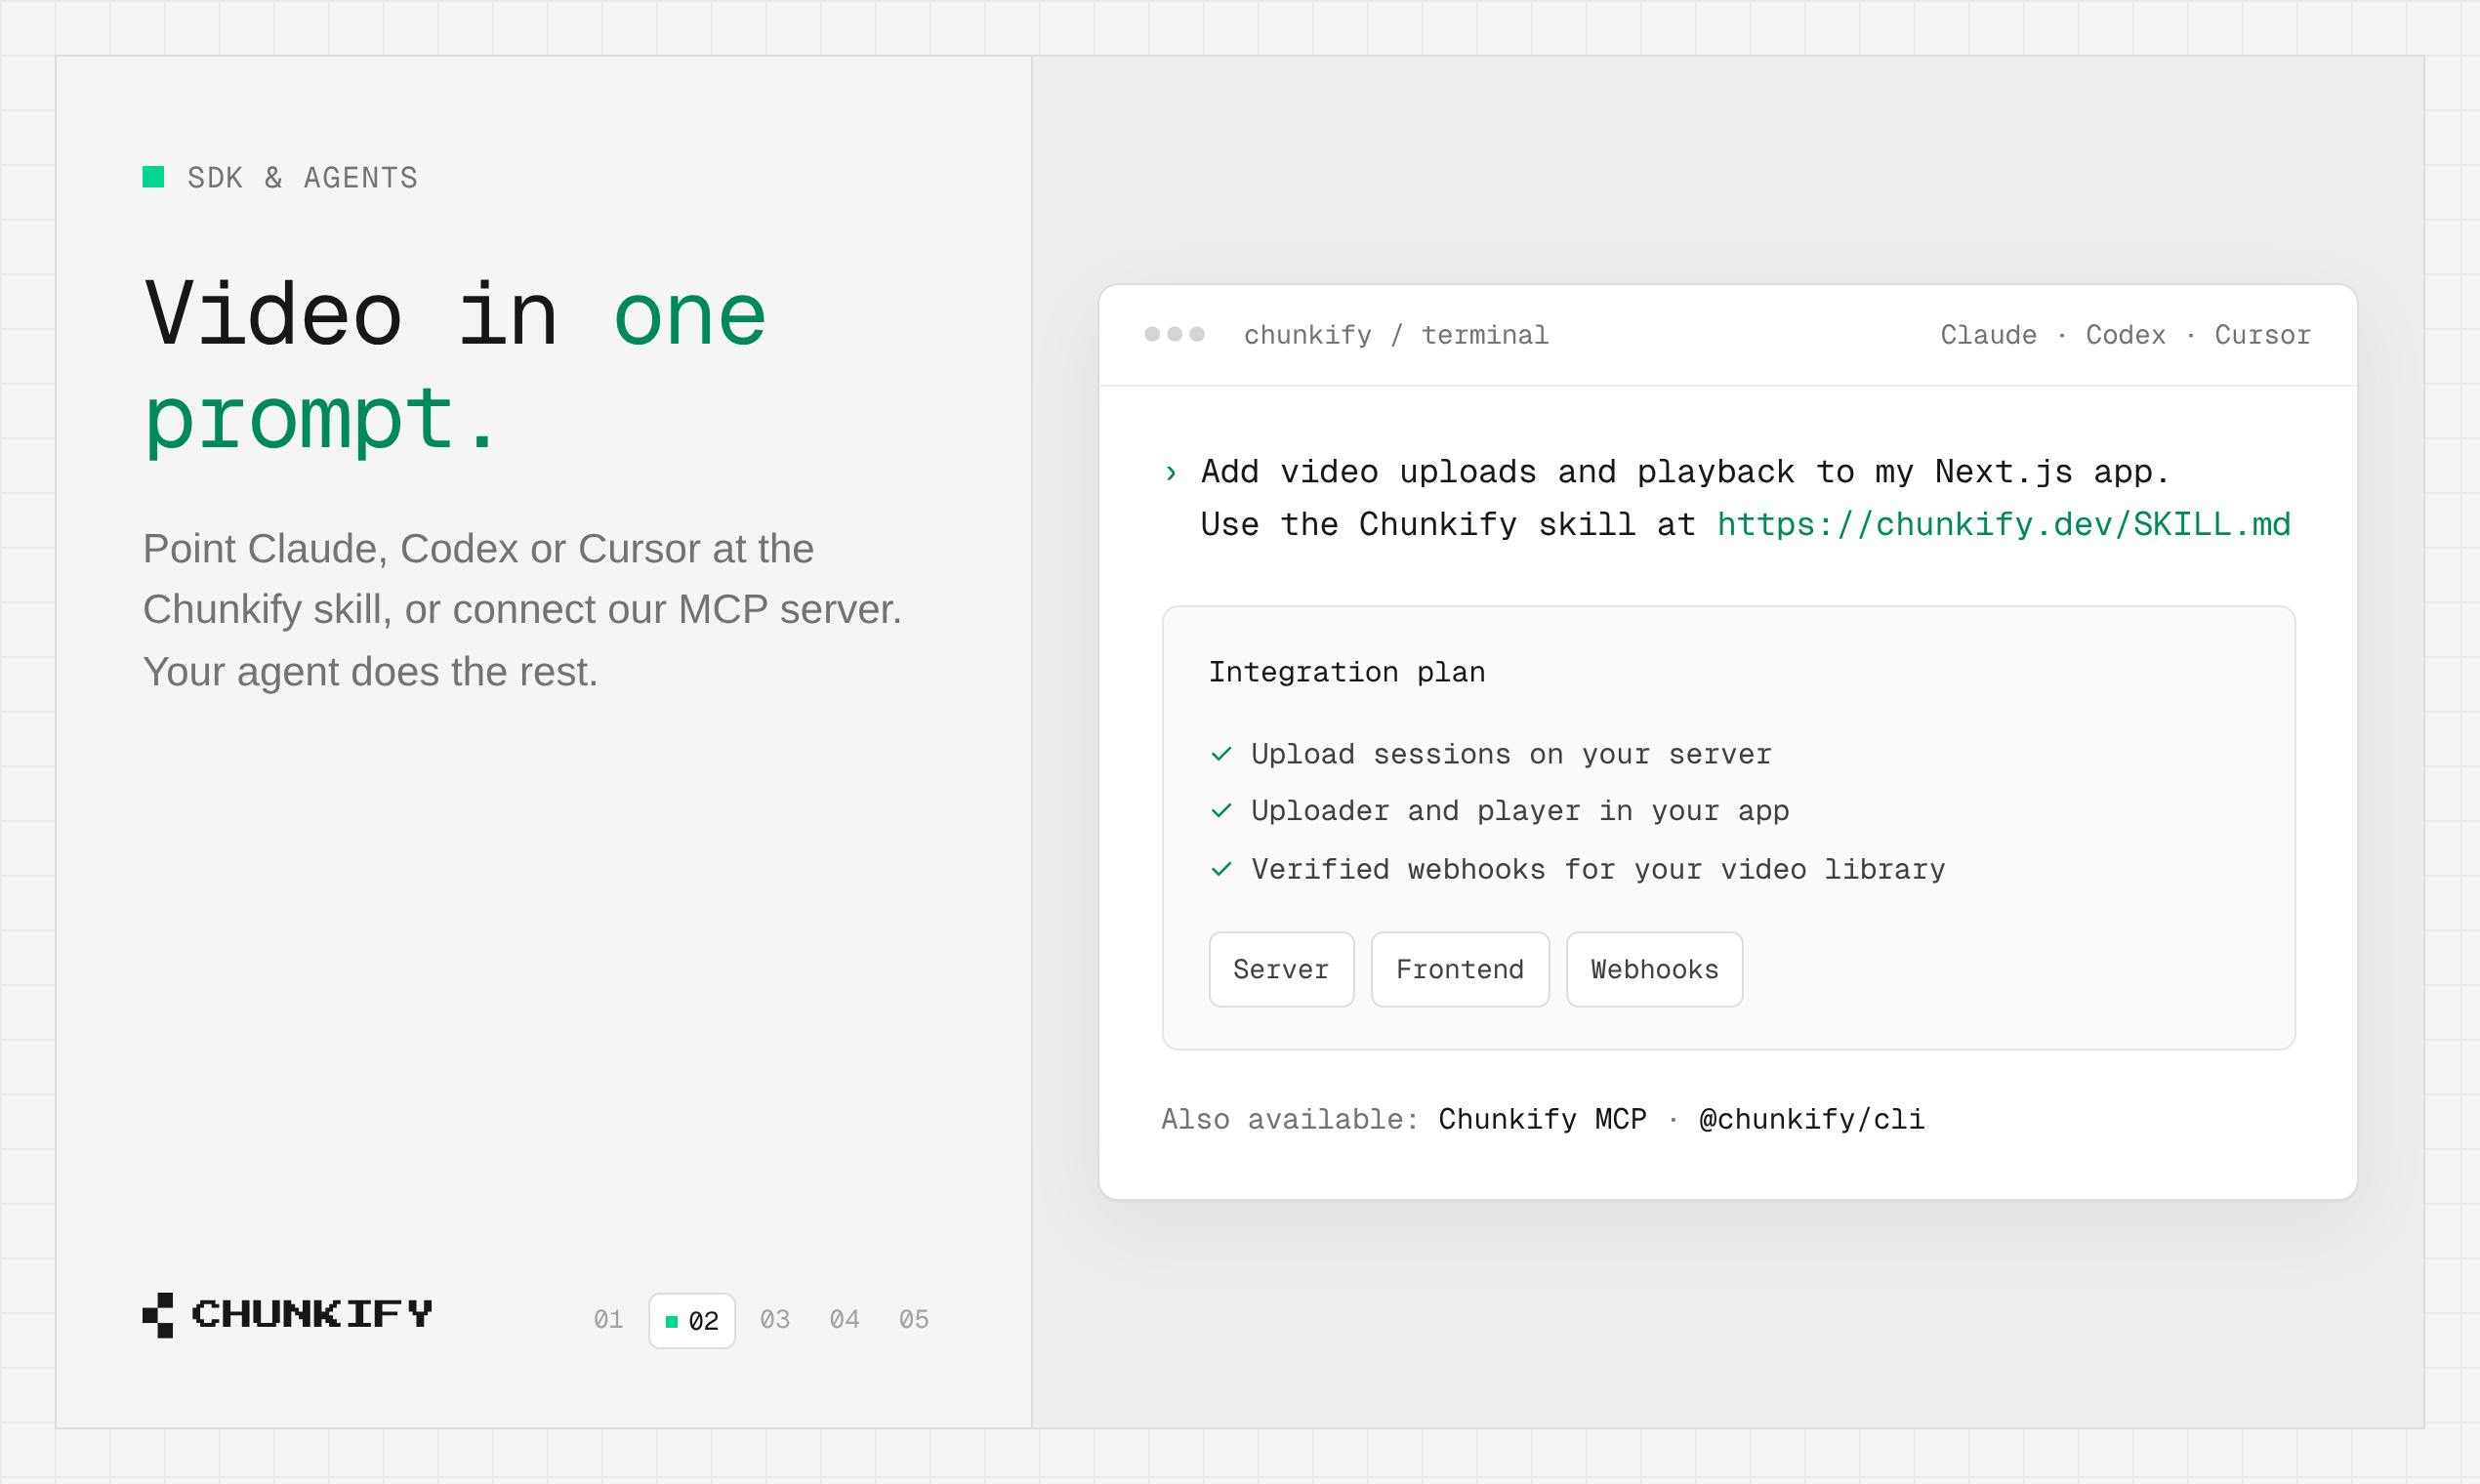 SDK & AGENTS
Video in one
prompt.
Point Claude, Codex or Cursor at the
Chunkify skill, or connect our MCP server.
Your agent does the rest.
CHUNKIFY
01 02 03 04 05
chunkify / terminal
Claude · Codex · Cursor
› Add video uploads and playback to my Next.js app.
Use the Chunkify skill at https://chunkify.dev/SKILL.md
Integration plan
✓ Upload sessions on your server
✓ Uploader and player in your app
✓ Verified webhooks for your video library
Server Frontend Webhooks
Also available: Chunkify MCP · @chunkify/cli